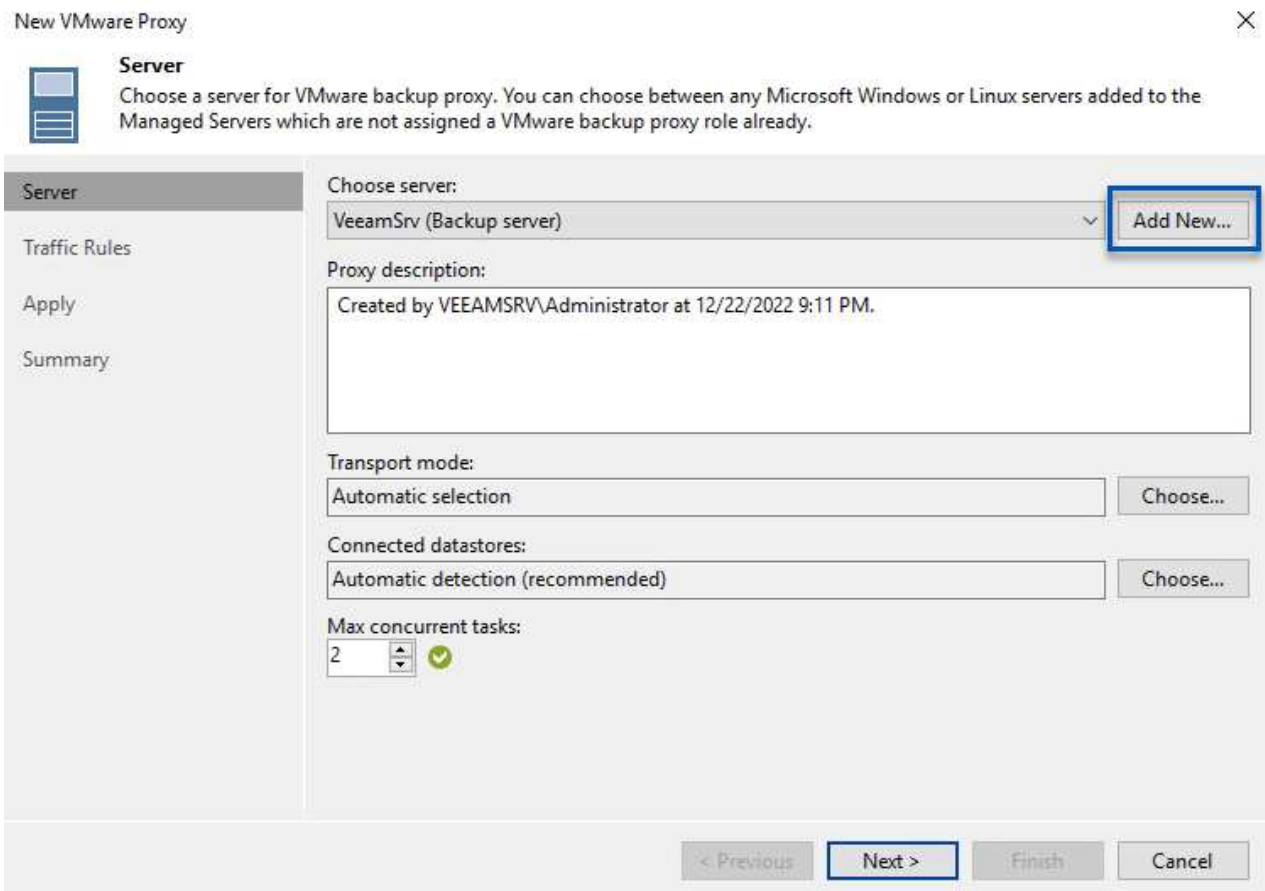 New VMware Proxy
Server
Choose a server for VMware backup proxy. You can choose between any Microsoft Windows or Linux servers added to the
Managed Servers which are not assigned a VMware backup proxy role already.
Server
Traffic Rules
Apply
Summary
Choose server:
VeeamSrv (Backup server)
Add New...
Proxy description:
Created by VEEAMSRV\Administrator at 12/22/2022 9:11 PM.
Transport mode:
Automatic selection
Choose...
Connected datastores:
Automatic detection (recommended)
Choose...
Max concurrent tasks:
2
< Previous
Next >
Finish
Cancel